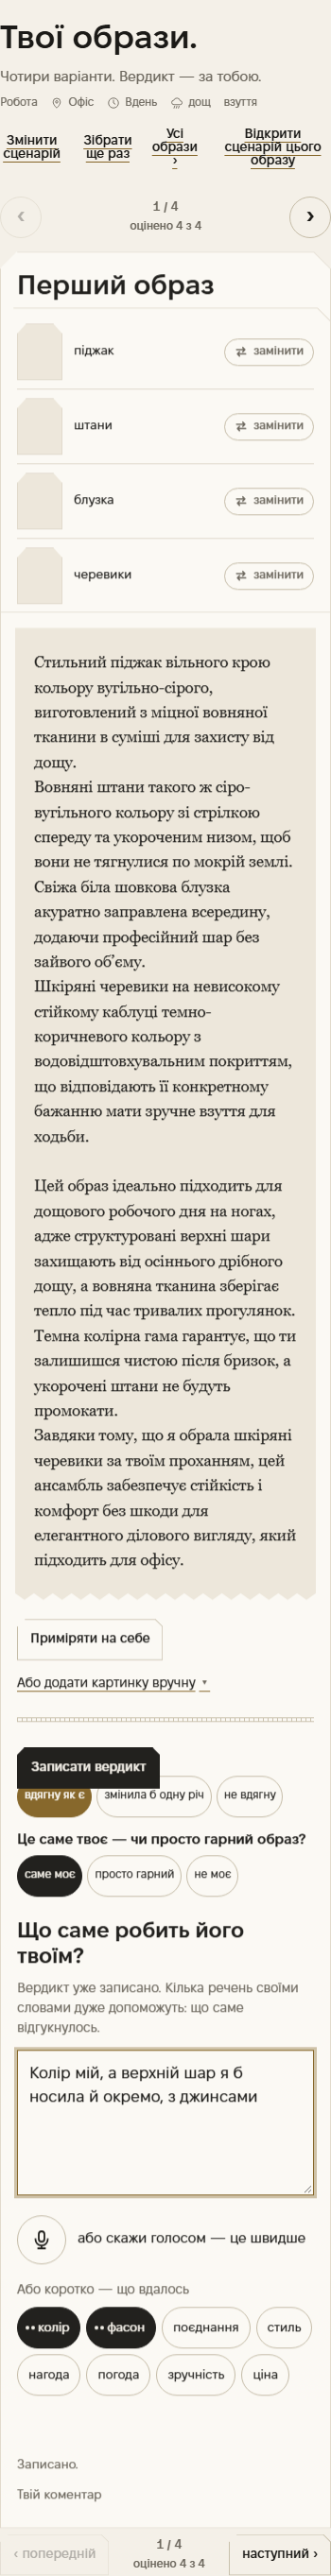 Твої образи.
Чотири варіанти. Вердикт — за тобою.
Робота Офіс Вдень дощ взуття
Змінити
сценарій
Зібрати
ще раз
Усі
образи
›
Відкрити
сценарій цього
образу
‹
1 / 4
оцінено 4 з 4
›
Перший образ
піджак
замінити
штани
замінити
блузка
замінити
черевики
замінити
Стильний піджак вільного крою
кольору вугільно-сірого,
виготовлений з міцної вовняної
тканини в суміші для захисту від
дощу.
Вовняні штани такого ж сіро-
вугільного кольору зі стрілкою
спереду та укороченим низом, щоб
вони не тягнулися по мокрій землі.
Свіжа біла шовкова блузка
акуратно заправлена всередину,
додаючи професійний шар без
зайвого об’єму.
Шкіряні черевики на невисокому
стійкому каблуці темно-
коричневого кольору з
водовідштовхувальним покриттям,
що відповідають її конкретному
бажанню мати зручне взуття для
ходьби.
Цей образ ідеально підходить для
дощового робочого дня на ногах,
адже структуровані верхні шари
захищають від осіннього дрібного
дощу, а вовняна тканина зберігає
тепло під час тривалих прогулянок.
Темна колірна гама гарантує, що ти
залишишся чистою після бризок, а
укорочені штани не будуть
промокати.
Завдяки тому, що я обрала шкіряні
черевики за твоїм проханням, цей
ансамбль забезпечує стійкість і
комфорт без шкоди для
елегантного ділового вигляду, який
підходить для офісу.
Приміряти на себе
Або додати картинку вручну
Записати вердикт
вдягну як є
змінила б одну річ
не вдягну
Це саме твоє — чи просто гарний образ?
саме моє
просто гарний
не моє
Що саме робить його
твоїм?
Вердикт уже записано. Кілька речень своїми
словами дуже допоможуть: що саме
відгукнулось.
Колір мій, а верхній шар я б
носила й окремо, з джинсами
або скажи голосом — це швидше
Або коротко — що вдалось
колір
фасон
поєднання
стиль
нагода
погода
зручність
ціна
Записано.
Твій коментар
‹ попередній
1 / 4
оцінено 4 з 4
наступний ›